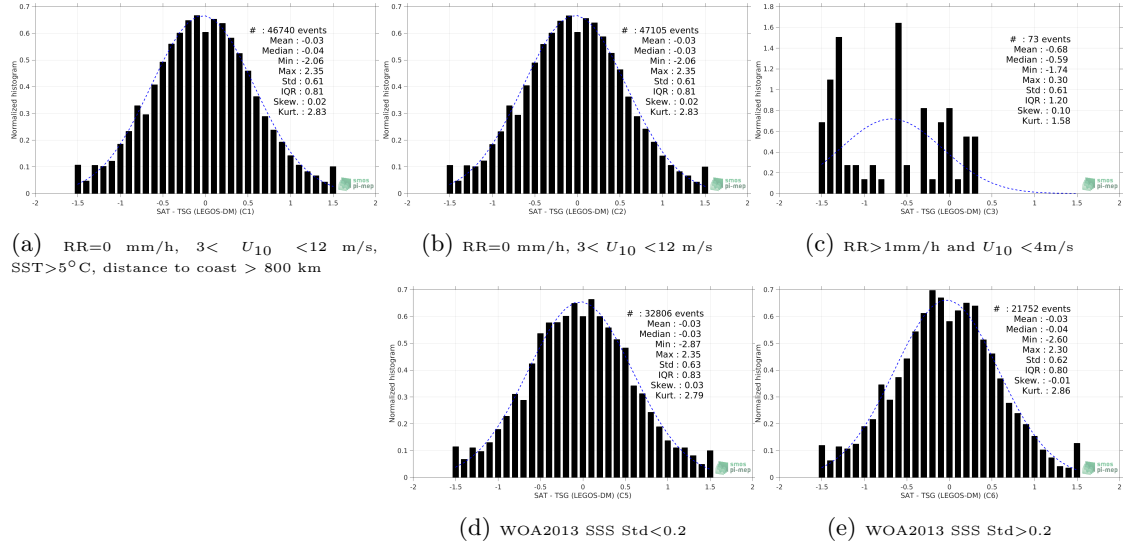 0.7
0.6
0.5
0.4
0.3
0.2
0.1
0
Normalized histogram
# : 46740 events
Mean : -0.03
Median : -0.04
Min : -2.06
Max : 2.35
Std : 0.61
IQR : 0.81
Skew. : 0.02
Kurt. : 2.83
smos
pi-mep
-2 -1.5 -1 -0.5 0 0.5 1 1.5 2
SAT - TSG (LEGOS-DM) (C1)
(a) RR=0 mm/h, 3< U10 <12 m/s,
SST>5°C, distance to coast > 800 km
0.7
0.6
0.5
0.4
0.3
0.2
0.1
0
Normalized histogram
# : 47105 events
Mean : -0.03
Median : -0.03
Min : -2.06
Max : 2.35
Std : 0.61
IQR : 0.81
Skew. : 0.02
Kurt. : 2.83
smos
pi-mep
-2 -1.5 -1 -0.5 0 0.5 1 1.5 2
SAT - TSG (LEGOS-DM) (C2)
(b) RR=0 mm/h, 3< U10 <12 m/s
1.8
1.6
1.4
1.2
1
0.8
0.6
0.4
0.2
0
Normalized histogram
# : 73 events
Mean : -0.68
Median : -0.59
Min : -1.74
Max : 0.30
Std : 0.61
IQR : 1.20
Skew. : 0.10
Kurt. : 1.58
smos
pi-mep
-2 -1.5 -1 -0.5 0 0.5 1 1.5 2
SAT - TSG (LEGOS-DM) (C3)
(c) RR>1mm/h and U10 <4m/s
0.7
0.6
0.5
0.4
0.3
0.2
0.1
0
Normalized histogram
# : 32806 events
Mean : -0.03
Median : -0.03
Min : -2.87
Max : 2.35
Std : 0.63
IQR : 0.83
Skew. : 0.03
Kurt. : 2.79
smos
pi-mep
-2 -1.5 -1 -0.5 0 0.5 1 1.5 2
SAT - TSG (LEGOS-DM) (C5)
(d) WOA2013 SSS Std<0.2
0.7
0.6
0.5
0.4
0.3
0.2
0.1
0
Normalized histogram
# : 21752 events
Mean : -0.03
Median : -0.04
Min : -2.60
Max : 2.30
Std : 0.62
IQR : 0.80
Skew. : -0.01
Kurt. : 2.86
smos
pi-mep
-2 -1.5 -1 -0.5 0 0.5 1 1.5 2
SAT - TSG (LEGOS-DM) (C6)
(e) WOA2013 SSS Std>0.2